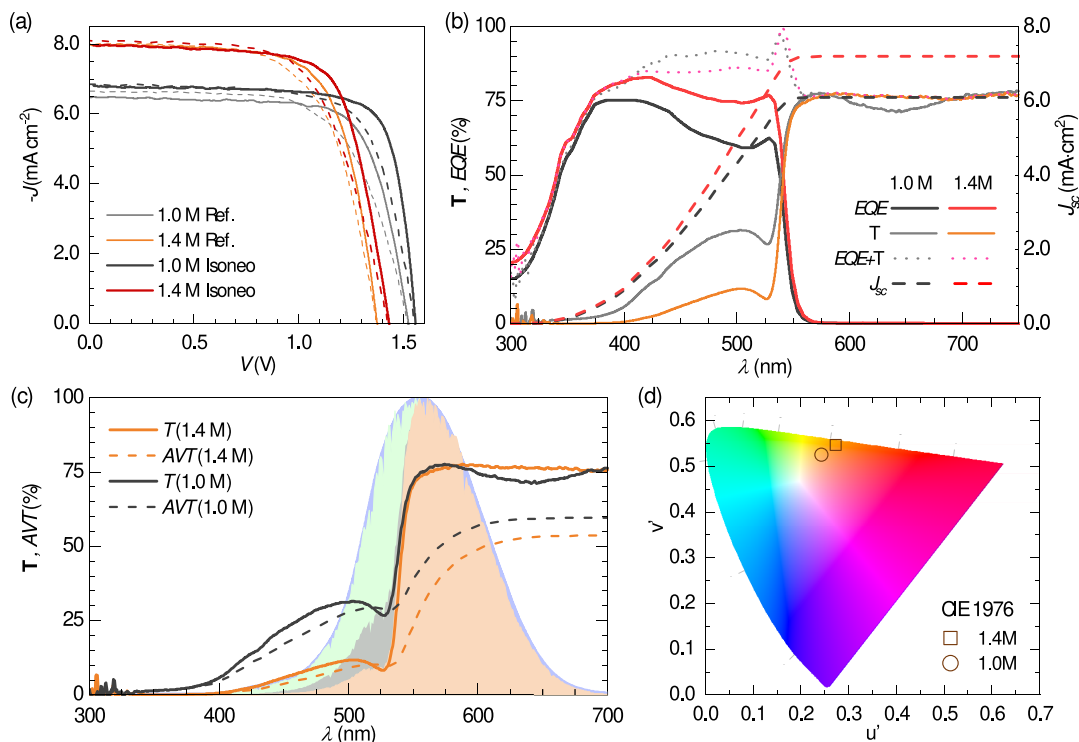 (a)
8.0
6.0
4.0
2.0
0.0
-J(mA cm⁻²)
0.0 0.5 1.0 1.5
V(V)
1.0 M Ref.
1.4 M Ref.
1.0 M Isoneo
1.4 M Isoneo
(b)
100
75
50
25
0
T, EQE(%)
8.0
6.0
4.0
2.0
0.0
Jsc (mA·cm⁻²)
300 400 500 600 700
λ (nm)
1.0 M 1.4M
EQE
T
EQE+T
Jsc
(c)
100
75
50
25
0
T, AVT(%)
300 400 500 600 700
λ (nm)
T(1.4 M)
AVT(1.4 M)
T(1.0 M)
AVT(1.0 M)
(d)
0.6
0.5
0.4
0.3
0.2
0.1
0.0
v'
0.0 0.1 0.2 0.3 0.4 0.5 0.6 0.7
u'
CIE 1976
1.4M
1.0M